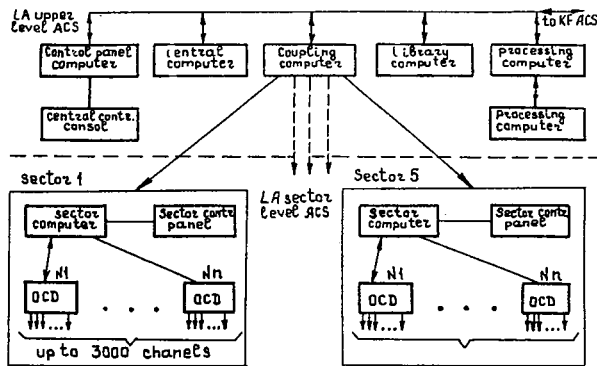 LA upper
level ACS
to KF ACS
Control panel
computer
Central
computer
Coupling
computer
Library
computer
Processing
computer
Central contr.
consol
Processing
computer
LA sector
level ACS
Sector 1
Sector
computer
Sector contr.
panel
N1
Nn
OCD
OCD
. . .
up to 3000 chanels
Sector 5
Sector
computer
Sector contr.
panel
N1
Nn
OCD
OCD
. . .